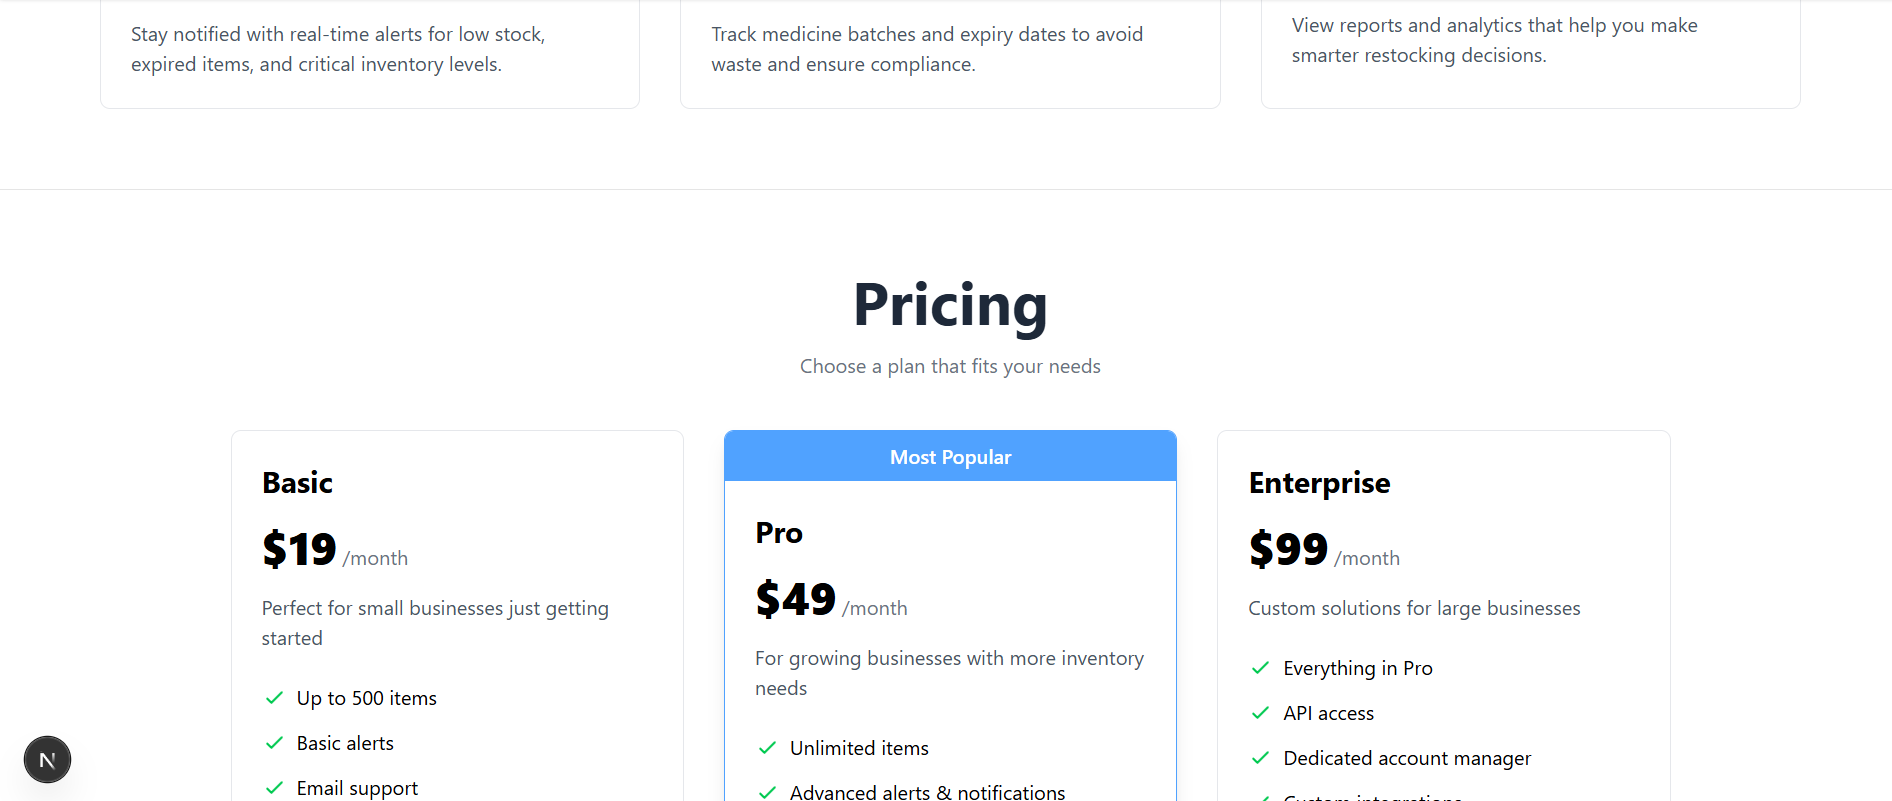 Stay notified with real-time alerts for low stock,
expired items, and critical inventory levels.
Track medicine batches and expiry dates to avoid
waste and ensure compliance.
View reports and analytics that help you make
smarter restocking decisions.
Pricing
Choose a plan that fits your needs
Basic
$19 /month
Perfect for small businesses just getting
started
Up to 500 items
Basic alerts
Email support
Most Popular
Pro
$49 /month
For growing businesses with more inventory
needs
Unlimited items
Advanced alerts & notifications
Enterprise
$99 /month
Custom solutions for large businesses
Everything in Pro
API access
Dedicated account manager
Custom integrations
N